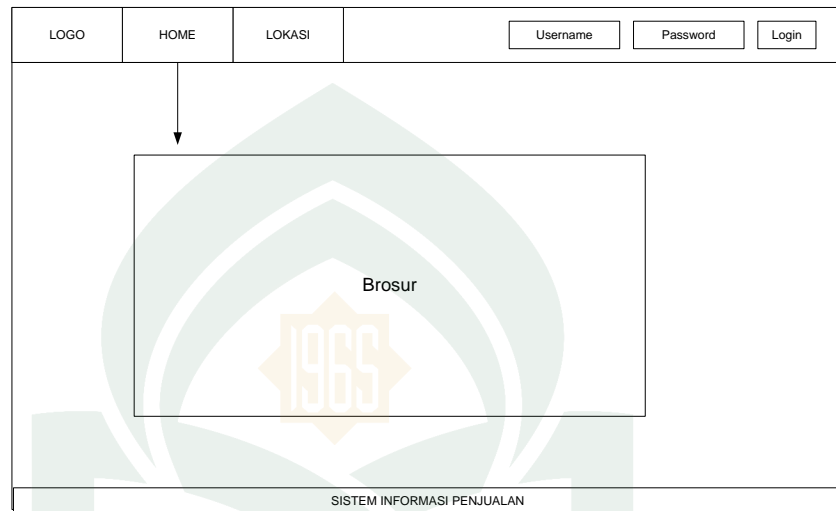 LOGO HOME LOKASI Username Password Login
Brosur
1965
SISTEM INFORMASI PENJUALAN